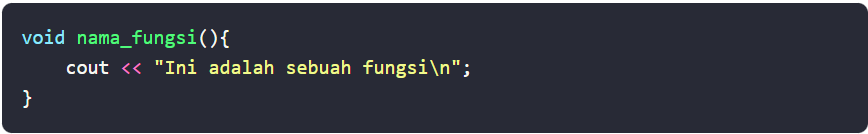 void nama_fungsi(){
    cout << "Ini adalah sebuah fungsi\n";
}